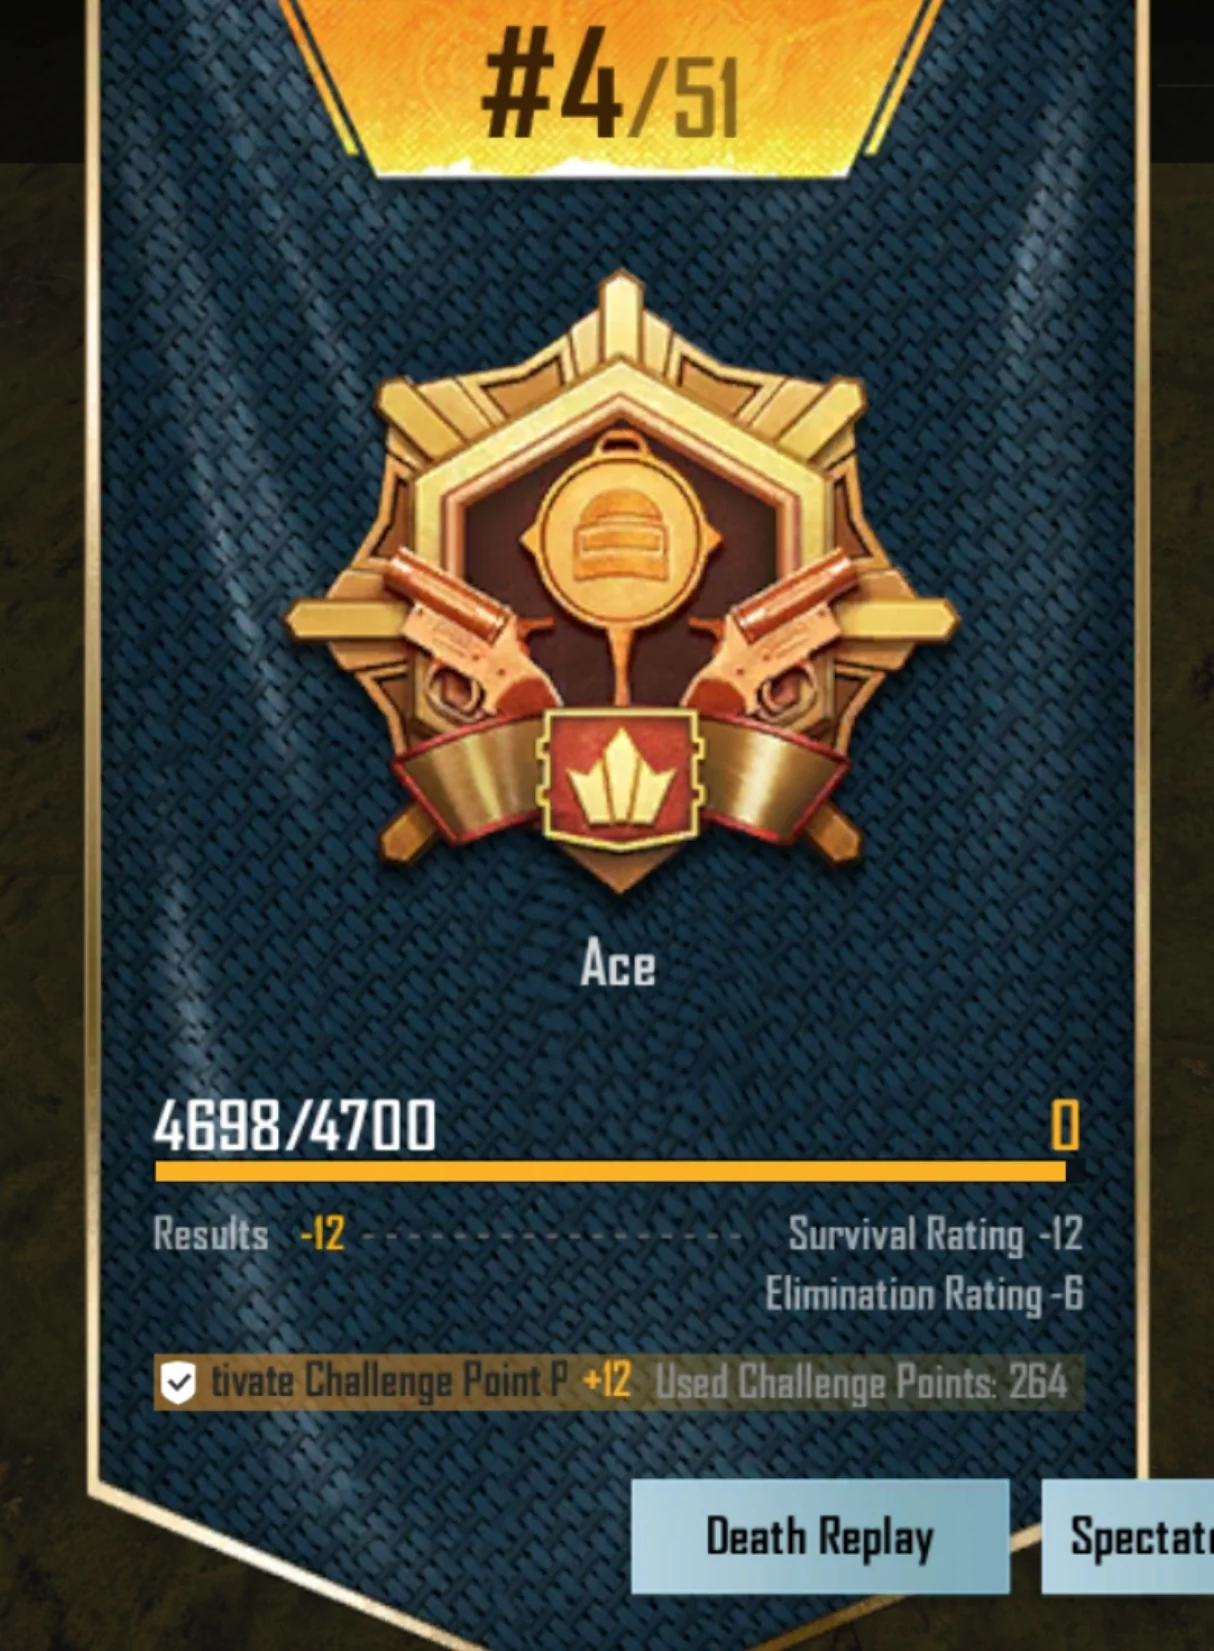 #4/51
Ace
4698/4700 0
Results -12 Survival Rating -12
Elimination Rating -6
tivate Challenge Point P +12 Used Challenge Points: 264
Death Replay Spectat